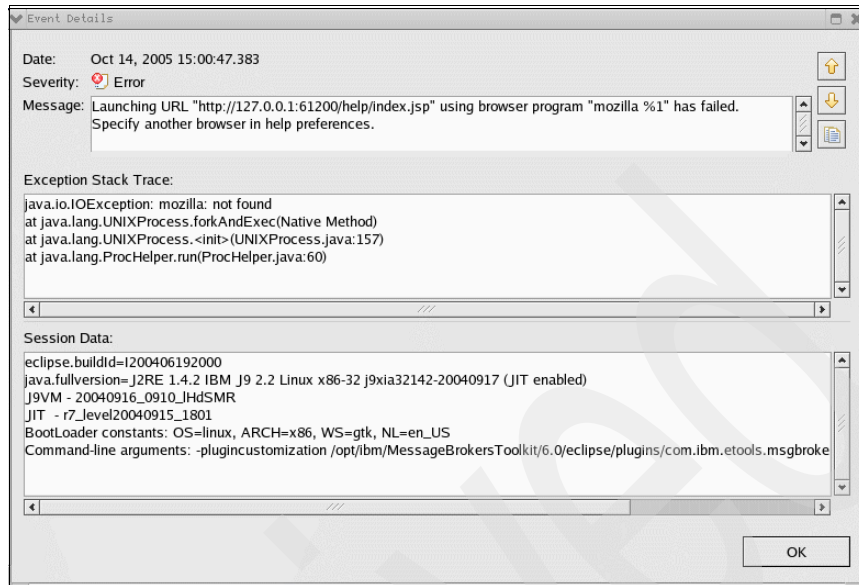 Event Details
Date: Oct 14, 2005 15:00:47.383
Severity: Error
Message: Launching URL "http://127.0.0.1:61200/help/index.jsp" using browser program "mozilla %1" has failed.
Specify another browser in help preferences.
Exception Stack Trace:
java.io.IOException: mozilla: not found
at java.lang.UNIXProcess.forkAndExec(Native Method)
at java.lang.UNIXProcess.<init>(UNIXProcess.java:157)
at java.lang.ProcHelper.run(ProcHelper.java:60)
Session Data:
eclipse.buildId=I200406192000
java.fullversion=J2RE 1.4.2 IBM J9 2.2 Linux x86-32 j9xia32142-20040917 (JIT enabled)
J9VM - 20040916_0910_lHdSMR
JIT - r7_level20040915_1801
BootLoader constants: OS=linux, ARCH=x86, WS=gtk, NL=en_US
Command-line arguments: -plugincustomization /opt/ibm/MessageBrokersToolkit/6.0/eclipse/plugins/com.ibm.etools.msgbroke
OK